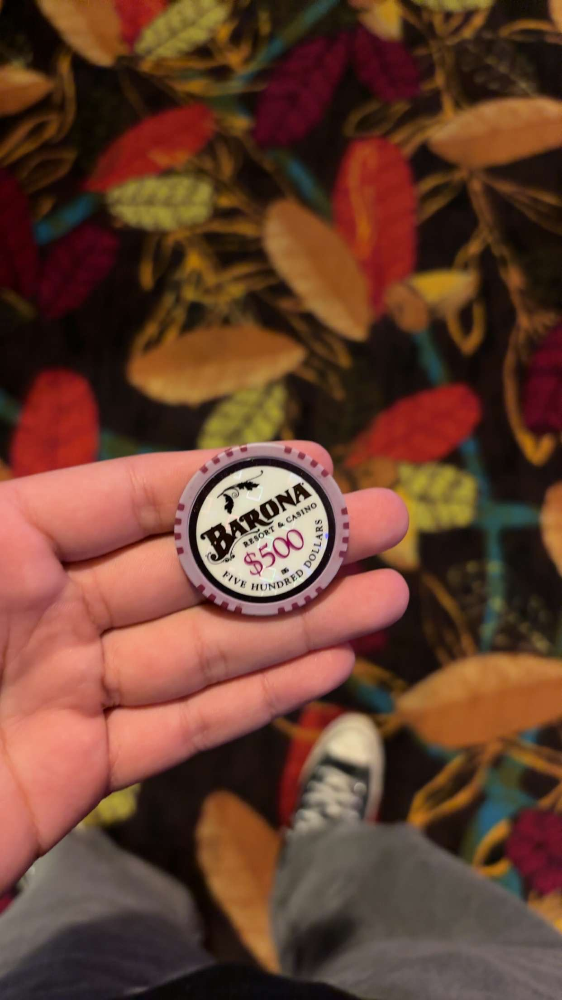 BARONA
RESORT & CASINO
$500
FIVE HUNDRED DOLLARS